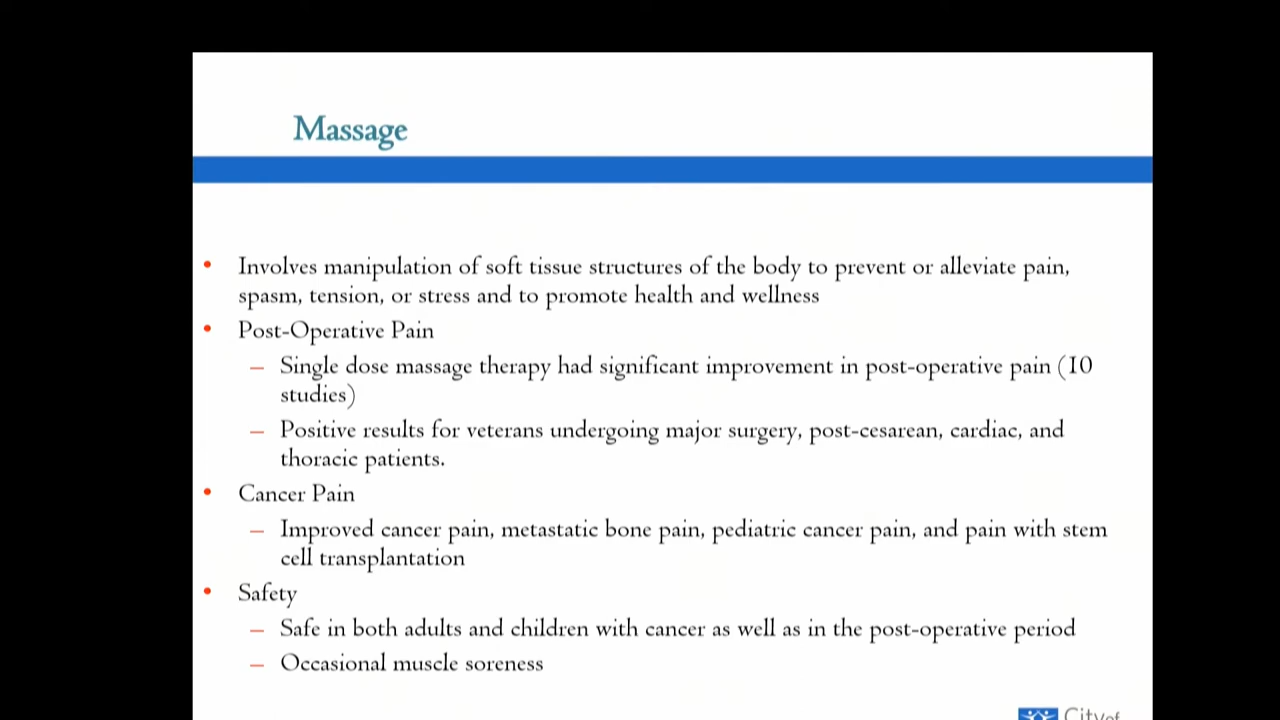 Massage
• Involves manipulation of soft tissue structures of the body to prevent or alleviate pain,
spasm, tension, or stress and to promote health and wellness
• Post-Operative Pain
– Single dose massage therapy had significant improvement in post-operative pain (10
studies)
– Positive results for veterans undergoing major surgery, post-cesarean, cardiac, and
thoracic patients.
• Cancer Pain
– Improved cancer pain, metastatic bone pain, pediatric cancer pain, and pain with stem
cell transplantation
• Safety
– Safe in both adults and children with cancer as well as in the post-operative period
– Occasional muscle soreness
City of